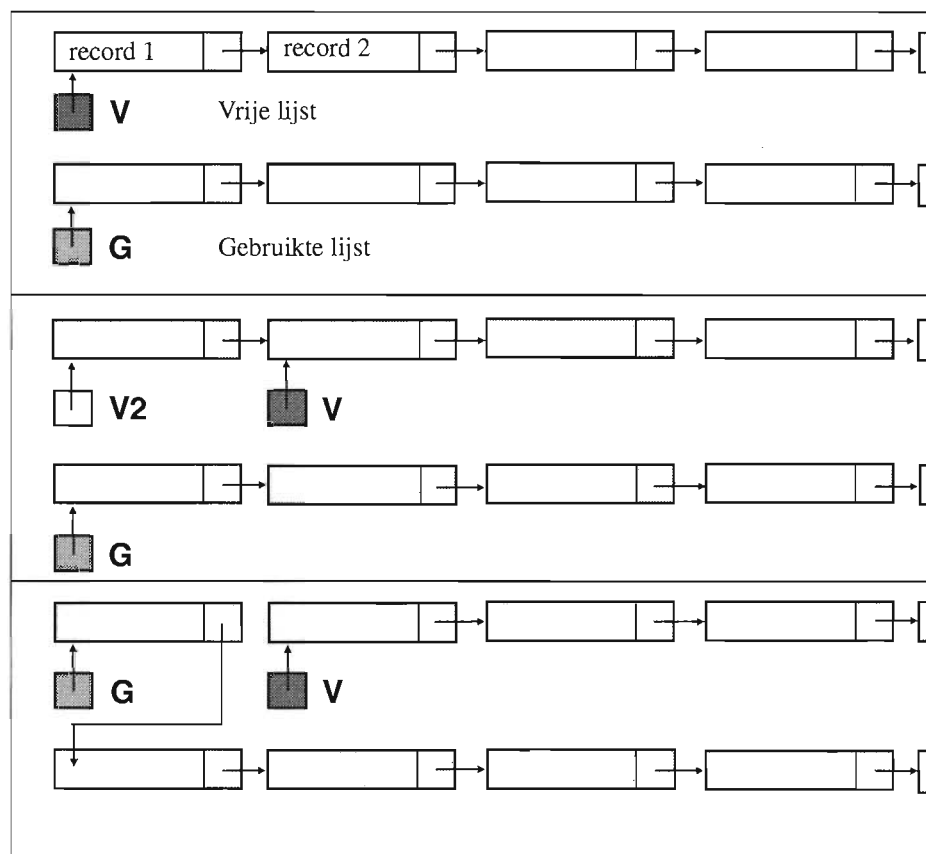 record 1 record 2
V Vrije lijst
G Gebruikte lijst
V2 V
G
G V